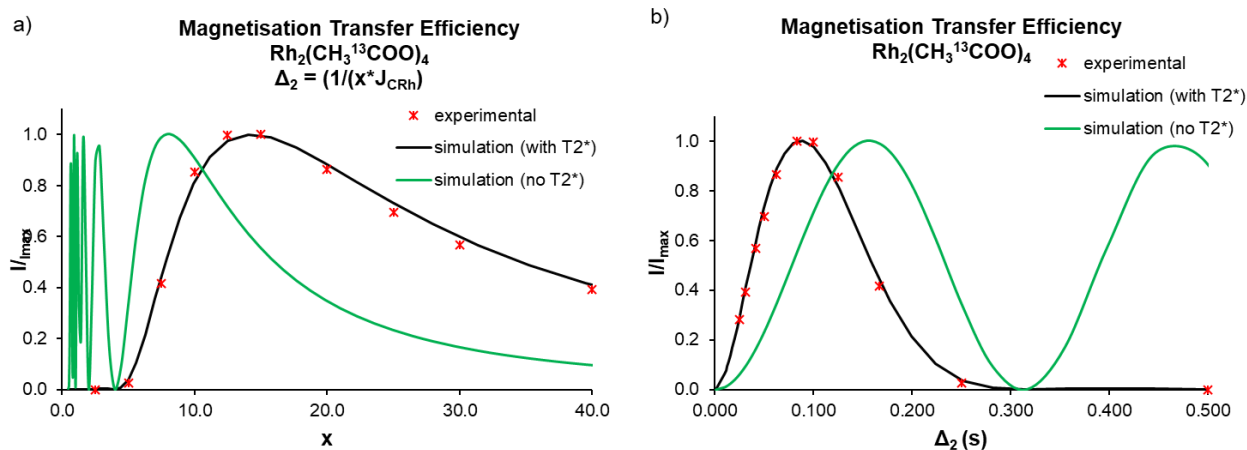 a)
Magnetisation Transfer Efficiency
Rh2(CH3 13COO)4
Δ2 = (1/(x*JCRh)
experimental
simulation (with T2*)
simulation (no T2*)
I/Imax
1.0
0.8
0.6
0.4
0.2
0.0
0.0 10.0 20.0 30.0 40.0
x
b)
Magnetisation Transfer Efficiency
Rh2(CH3 13COO)4
experimental
simulation (with T2*)
simulation (no T2*)
I/Imax
1.0
0.8
0.6
0.4
0.2
0.0
0.000 0.100 0.200 0.300 0.400 0.500
Δ2 (s)